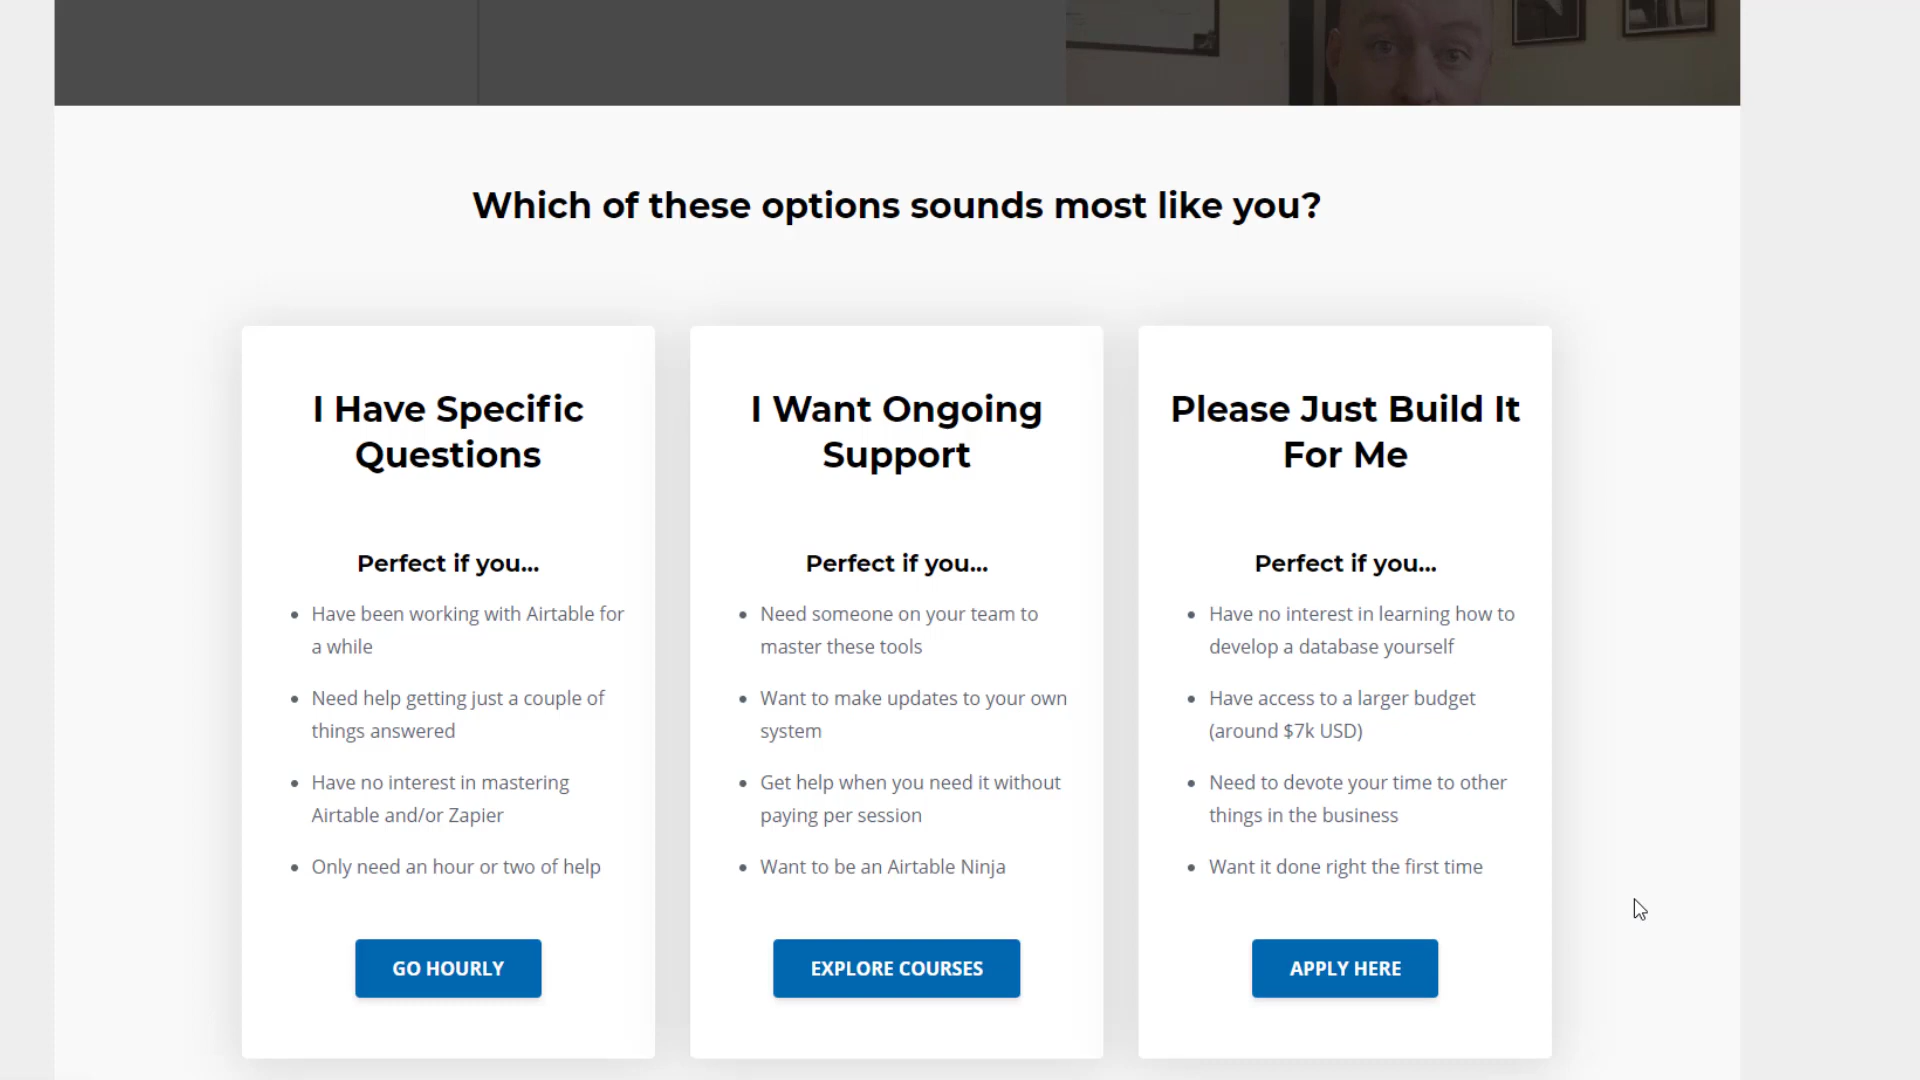 Which of these options sounds most like you?
I Have Specific
Questions
Perfect if you...
• Have been working with Airtable for
a while
• Need help getting just a couple of
things answered
• Have no interest in mastering
Airtable and/or Zapier
• Only need an hour or two of help
GO HOURLY
I Want Ongoing
Support
Perfect if you...
• Need someone on your team to
master these tools
• Want to make updates to your own
system
• Get help when you need it without
paying per session
• Want to be an Airtable Ninja
EXPLORE COURSES
Please Just Build It
For Me
Perfect if you...
• Have no interest in learning how to
develop a database yourself
• Have access to a larger budget
(around $7k USD)
• Need to devote your time to other
things in the business
• Want it done right the first time
APPLY HERE